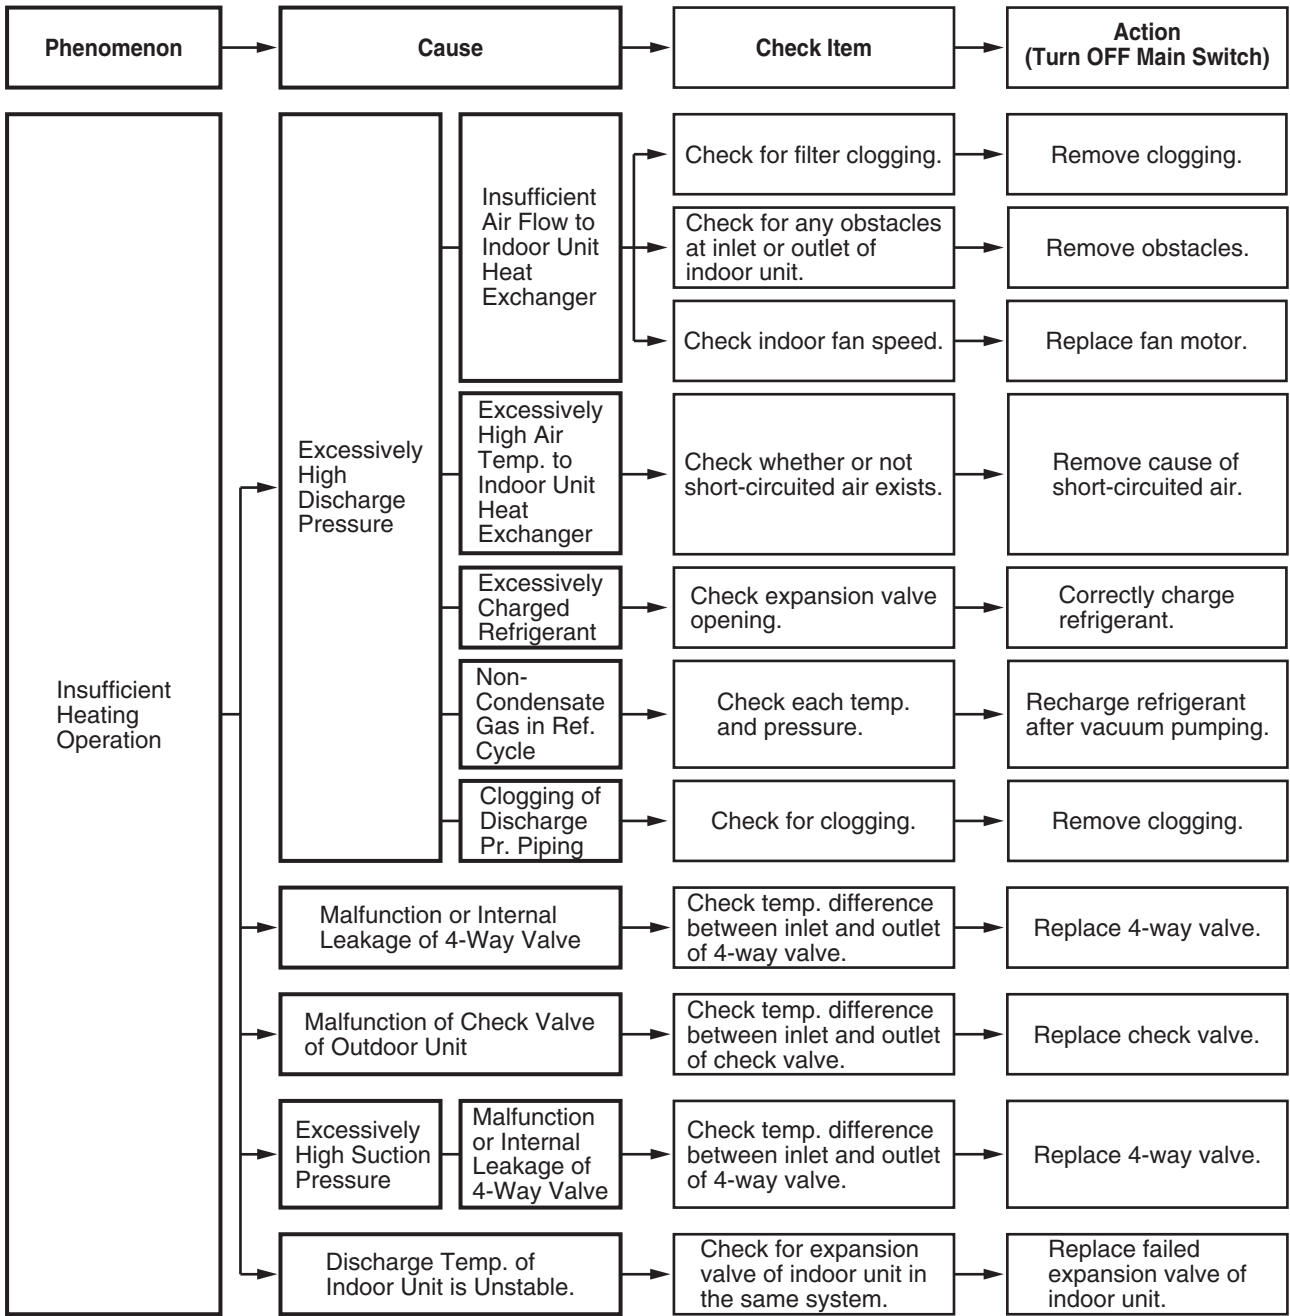 Phenomenon
Cause
Check Item
Action
(Turn OFF Main Switch)
Insufficient
Heating
Operation
Excessively
High
Discharge
Pressure
Insufficient
Air Flow to
Indoor Unit
Heat
Exchanger
Check for filter clogging.
Remove clogging.
Check for any obstacles
at inlet or outlet of
indoor unit.
Remove obstacles.
Check indoor fan speed.
Replace fan motor.
Excessively
High Air
Temp. to
Indoor Unit
Heat
Exchanger
Check whether or not
short-circuited air exists.
Remove cause of
short-circuited air.
Excessively
Charged
Refrigerant
Check expansion valve
opening.
Correctly charge
refrigerant.
Non-
Condensate
Gas in Ref.
Cycle
Check each temp.
and pressure.
Recharge refrigerant
after vacuum pumping.
Clogging of
Discharge
Pr. Piping
Check for clogging.
Remove clogging.
Malfunction or Internal
Leakage of 4-Way Valve
Check temp. difference
between inlet and outlet
of 4-way valve.
Replace 4-way valve.
Malfunction of Check Valve
of Outdoor Unit
Check temp. difference
between inlet and outlet
of check valve.
Replace check valve.
Excessively
High Suction
Pressure
Malfunction
or Internal
Leakage of
4-Way Valve
Check temp. difference
between inlet and outlet
of 4-way valve.
Replace 4-way valve.
Discharge Temp. of
Indoor Unit is Unstable.
Check for expansion
valve of indoor unit in
the same system.
Replace failed
expansion valve of
indoor unit.